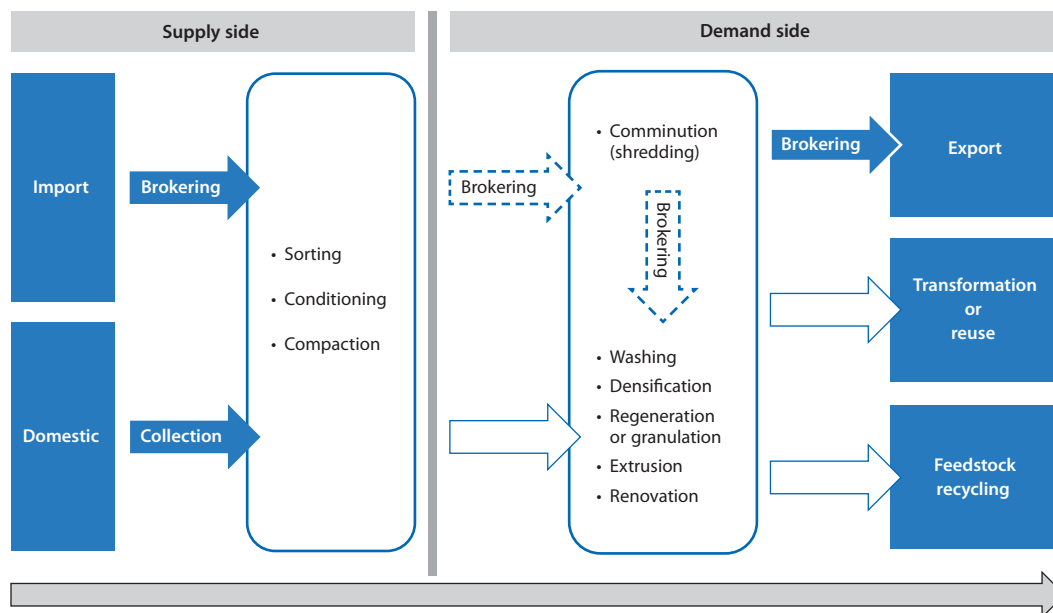 Supply side
Demand side
Import
Brokering
Domestic
Collection
• Sorting
• Conditioning
• Compaction
Brokering
• Comminution
(shredding)
Brokering
• Washing
• Densification
• Regeneration
or granulation
• Extrusion
• Renovation
Brokering
Export
Transformation
or
reuse
Feedstock
recycling